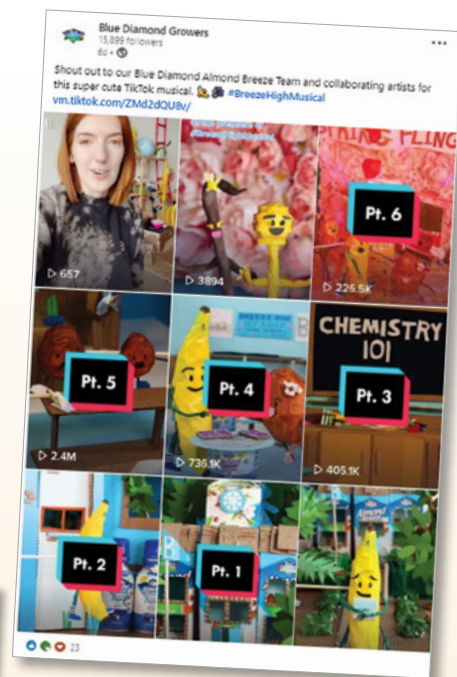 Blue Diamond Growers
15,899 followers
6d •
Shout out to our Blue Diamond Almond Breeze Team and collaborating artists for
this super cute TikTok musical. #BreezeHighMusical
vm.tiktok.com/ZMd2dQU8v/
657
3894
SPRING FLING
Pt. 6
226.5K
Pt. 5
2.4M
Pt. 4
736.1K
CHEMISTRY
101
Pt. 3
405.1K
Pt. 2
Pt. 1
Almond
23